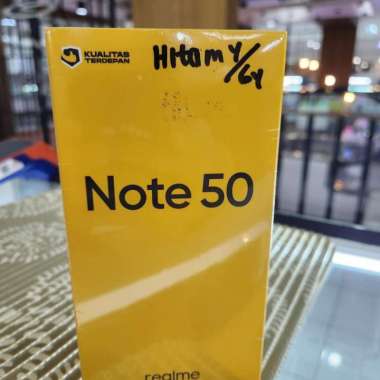 KUALITAS
TERDEPAN
Hitam 4/64
Note 50
realme